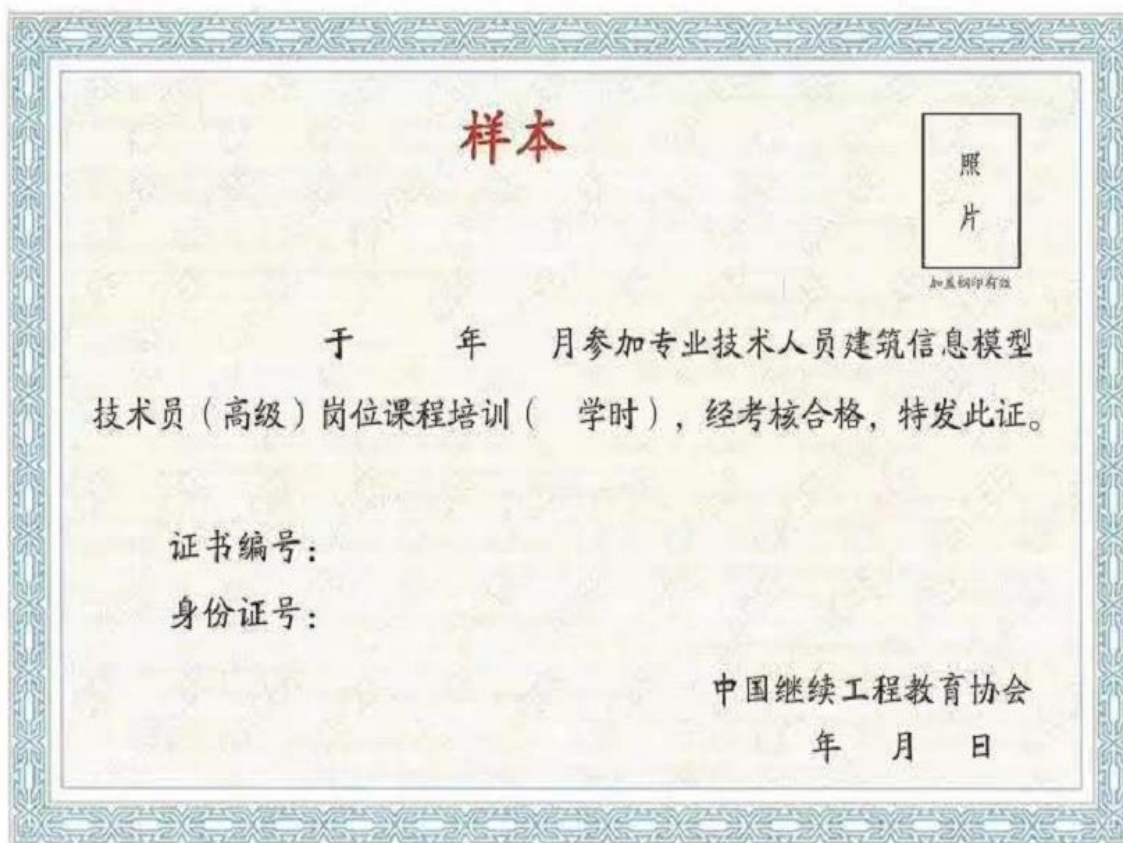 样本
照
片
加盖钢印有效
于 年 月参加专业技术人员建筑信息模型
技术员（高级）岗位课程培训（ 学时），经考核合格，特发此证。
证书编号：
身份证号：
中国继续工程教育协会
年 月 日